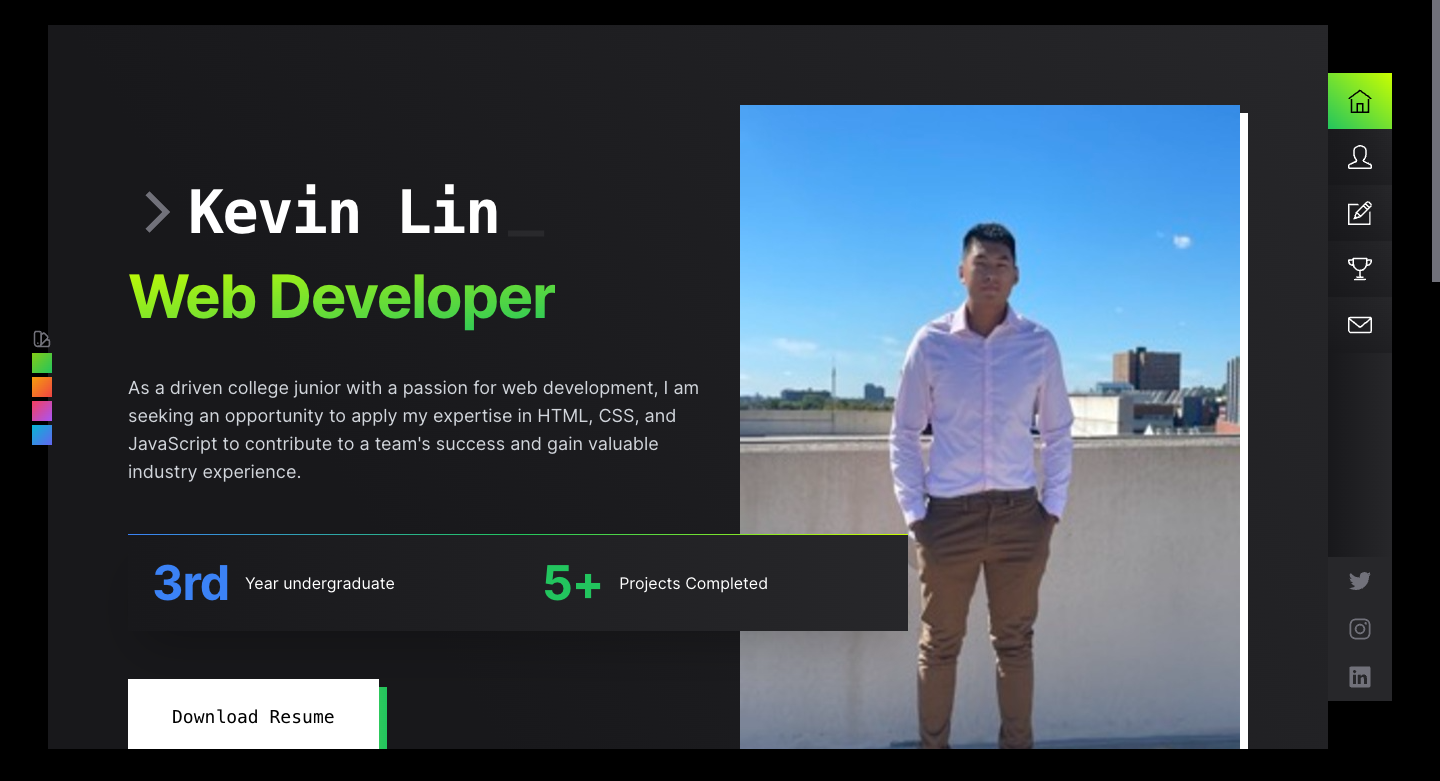 Kevin Lin_
Web Developer
As a driven college junior with a passion for web development, I am
seeking an opportunity to apply my expertise in HTML, CSS, and
JavaScript to contribute to a team's success and gain valuable
industry experience.
3rd Year undergraduate
5+ Projects Completed
Download Resume